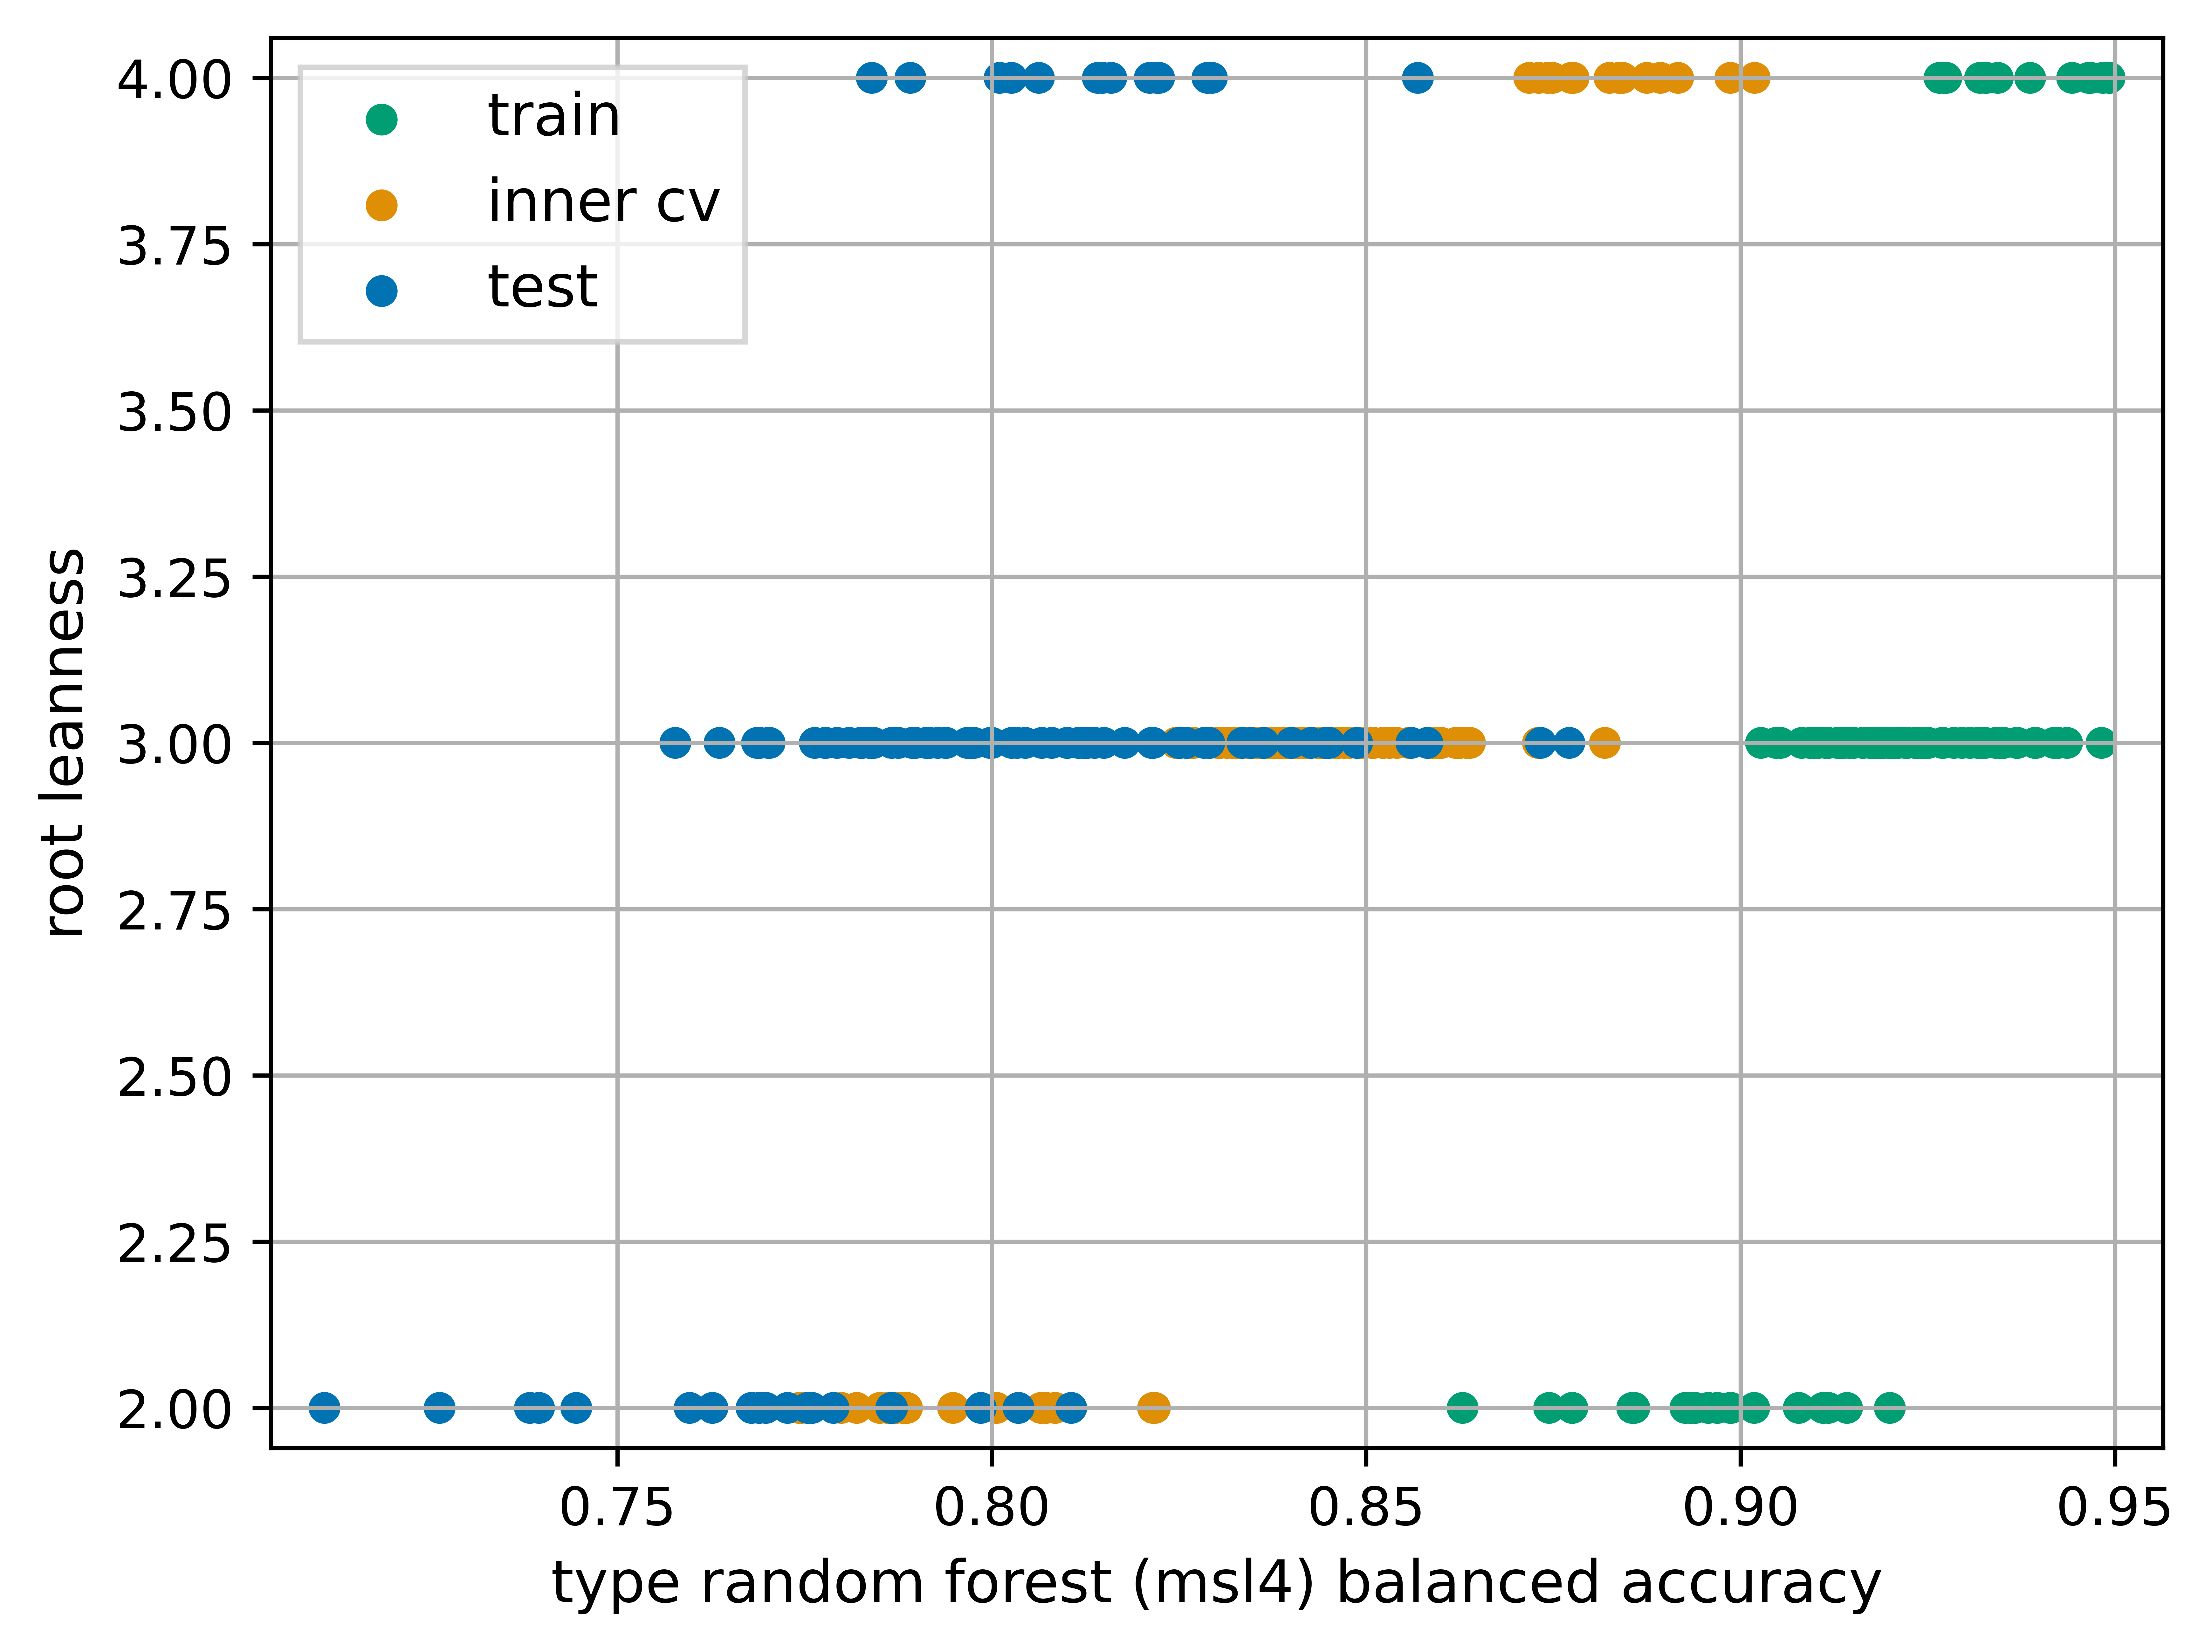 4.00
3.75
3.50
3.25
3.00
2.75
2.50
2.25
2.00
root leanness
train
inner cv
test
0.75 0.80 0.85 0.90 0.95
type random forest (msl4) balanced accuracy